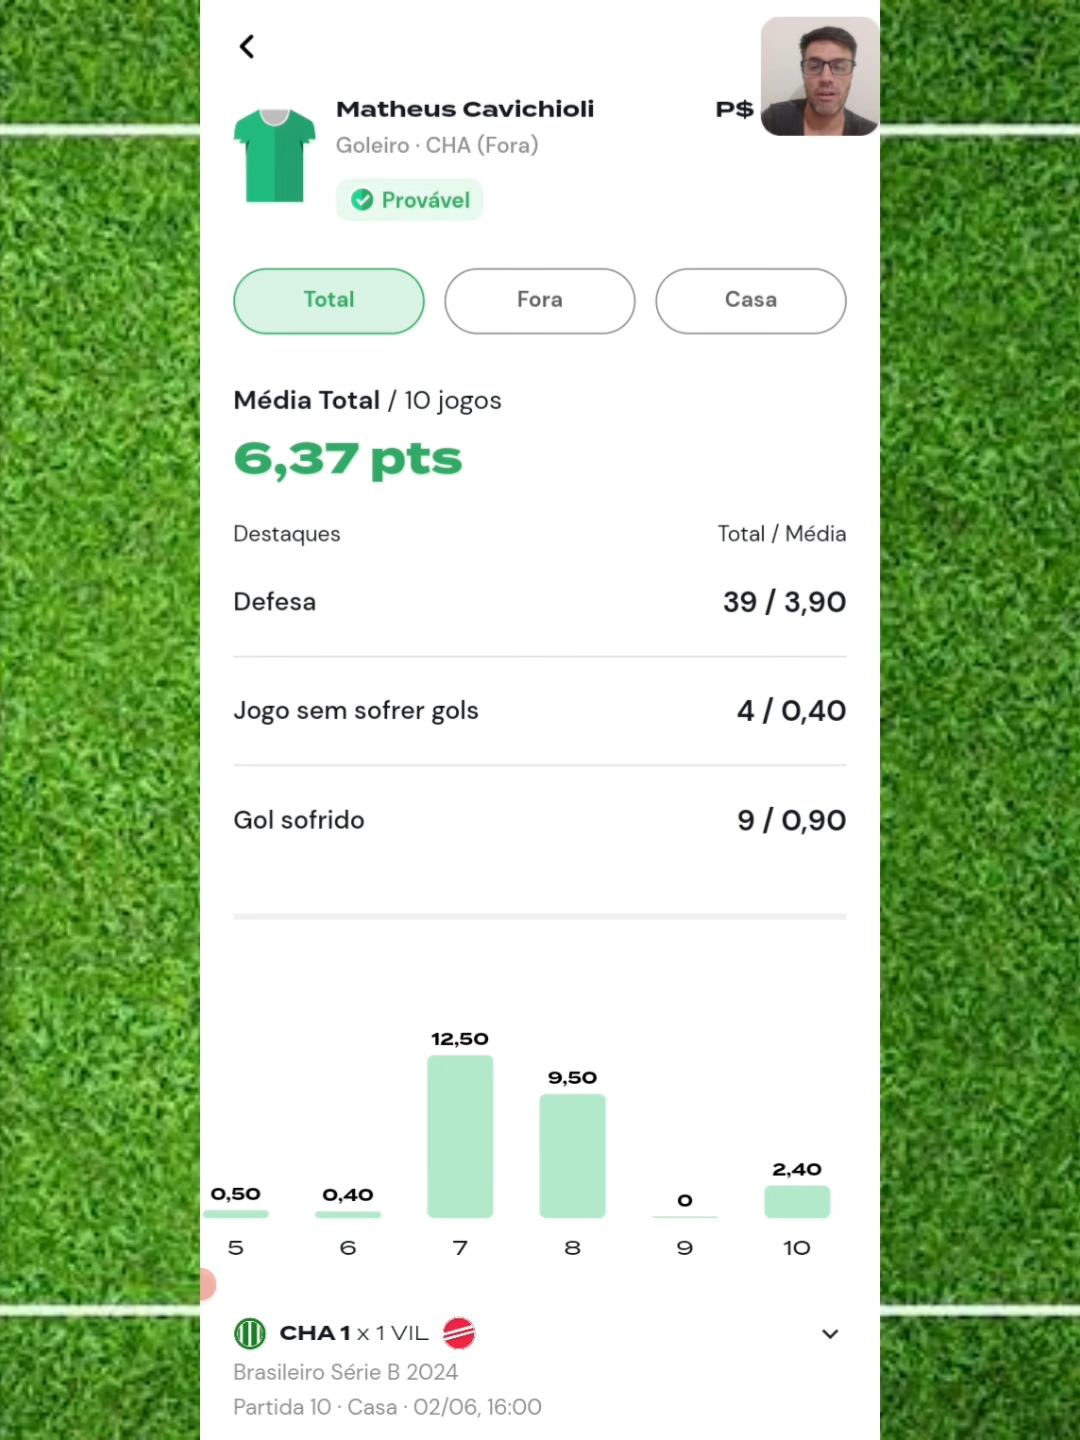 Matheus Cavichioli
P$
Goleiro · CHA (Fora)
Provável
Total
Fora
Casa
Média Total / 10 jogos
6,37 pts
Destaques
Total / Média
Defesa
39 / 3,90
Jogo sem sofrer gols
4 / 0,40
Gol sofrido
9 / 0,90
0,50
0,40
12,50
9,50
0
2,40
5
6
7
8
9
10
CHA 1 x 1 VIL
Brasileiro Série B 2024
Partida 10 · Casa · 02/06, 16:00